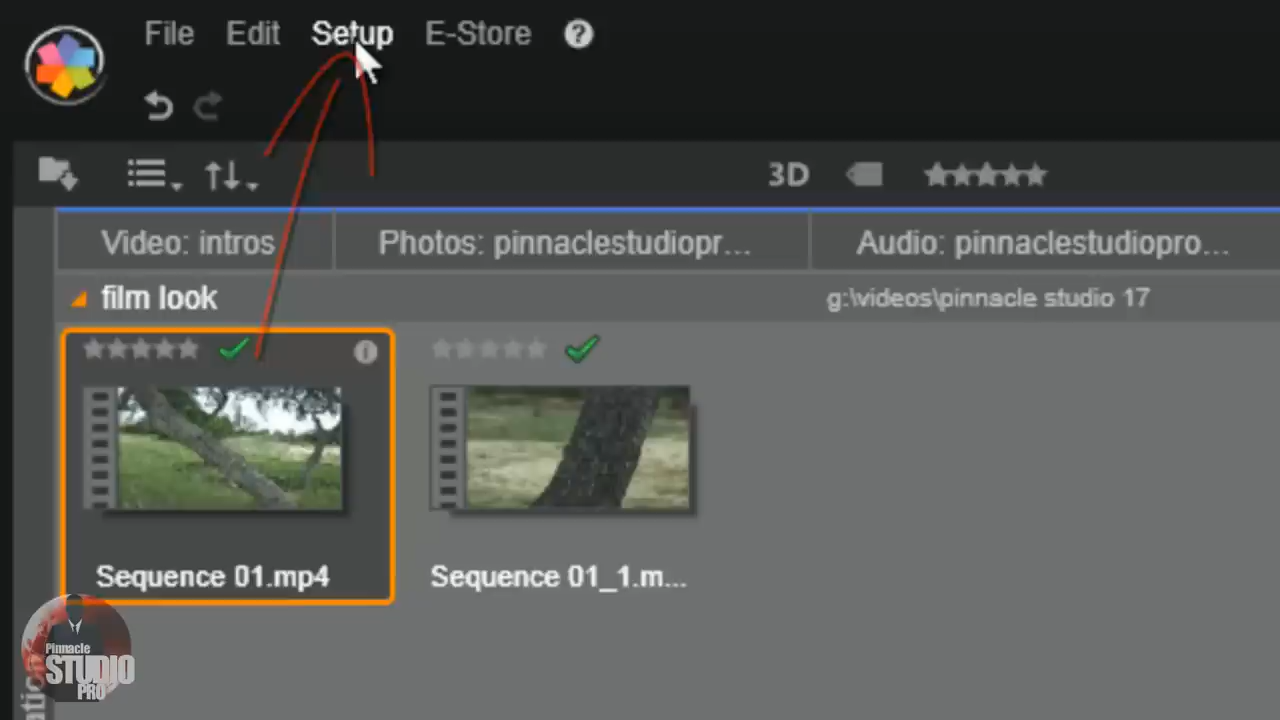 File Edit Setup E-Store ?
3D
Video: intros Photos: pinnaclestudiopr... Audio: pinnaclestudiopro...
film look g:\videos\pinnacle studio 17
Sequence 01.mp4 Sequence 01_1.m...
Pinnacle
STUDIO
PRO